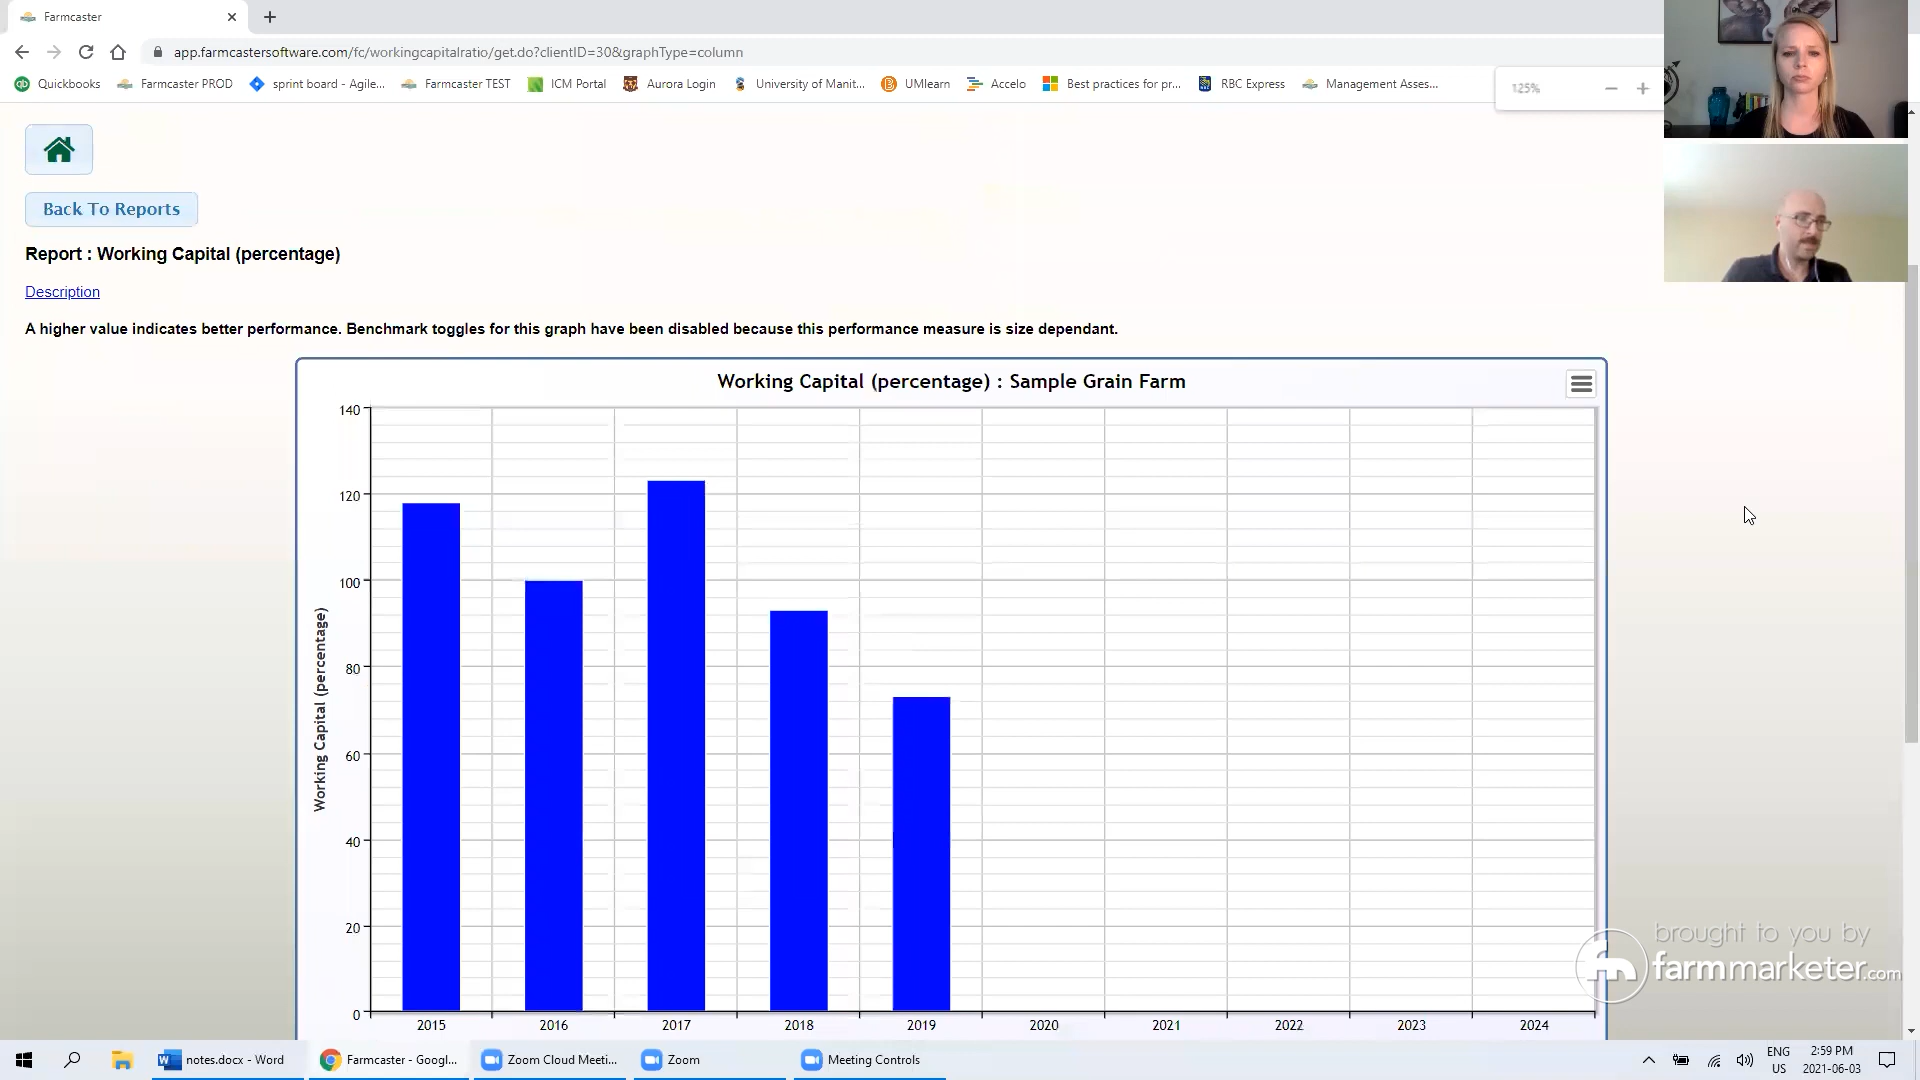 Farmcaster
app.farmcastersoftware.com/fc/workingcapitalratio/get.do?clientID=30&graphType=column
Quickbooks Farmcaster PROD sprint board - Agile... Farmcaster TEST ICM Portal Aurora Login University of Manit... UMlearn Accelo Best practices for pr... RBC Express Management Asses...
125%
Back To Reports
Report : Working Capital (percentage)
Description
A higher value indicates better performance. Benchmark toggles for this graph have been disabled because this performance measure is size dependant.
Working Capital (percentage) : Sample Grain Farm
Working Capital (percentage)
140
120
100
80
60
40
20
0
2015 2016 2017 2018 2019 2020 2021 2022 2023 2024
brought to you by
farmmarketer.com
notes.docx - Word Farmcaster - Googl... Zoom Cloud Meeti... Zoom Meeting Controls
ENG
US
2:59 PM
2021-06-03